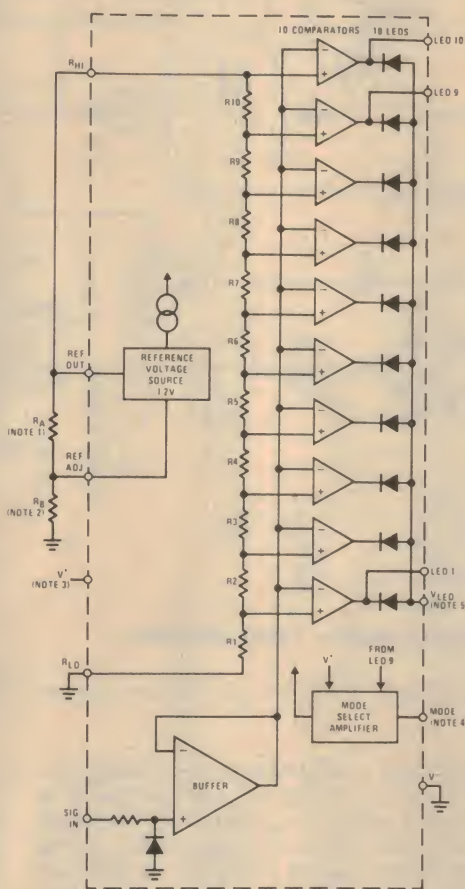 10 COMPARATORS 10 LEDS
LED 10
RHI
R10
LED 9
R9
R8
R7
REF OUT
REFERENCE VOLTAGE SOURCE 1 2V
R6
RA (NOTE 1)
R5
REF ADJ
R4
RB (NOTE 2)
R3
LED 1
V+ (NOTE 3)
R2
VLED (NOTE 5
RLO
R1
FROM LED 9
V+
MODE SELECT AMPLIFIER
MODE (NOTE 4
BUFFER
V-
SIG IN